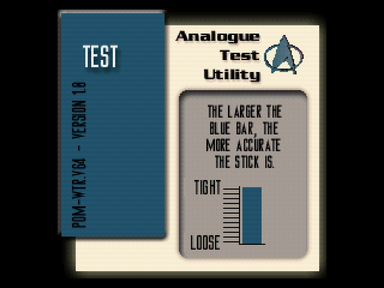 TEST
POM-WTR.V64 - VERSION 1.0
Analogue
Test
Utility
THE LARGER THE
BLUE BAR, THE
MORE ACCURATE
THE STICK IS.
TIGHT
LOOSE